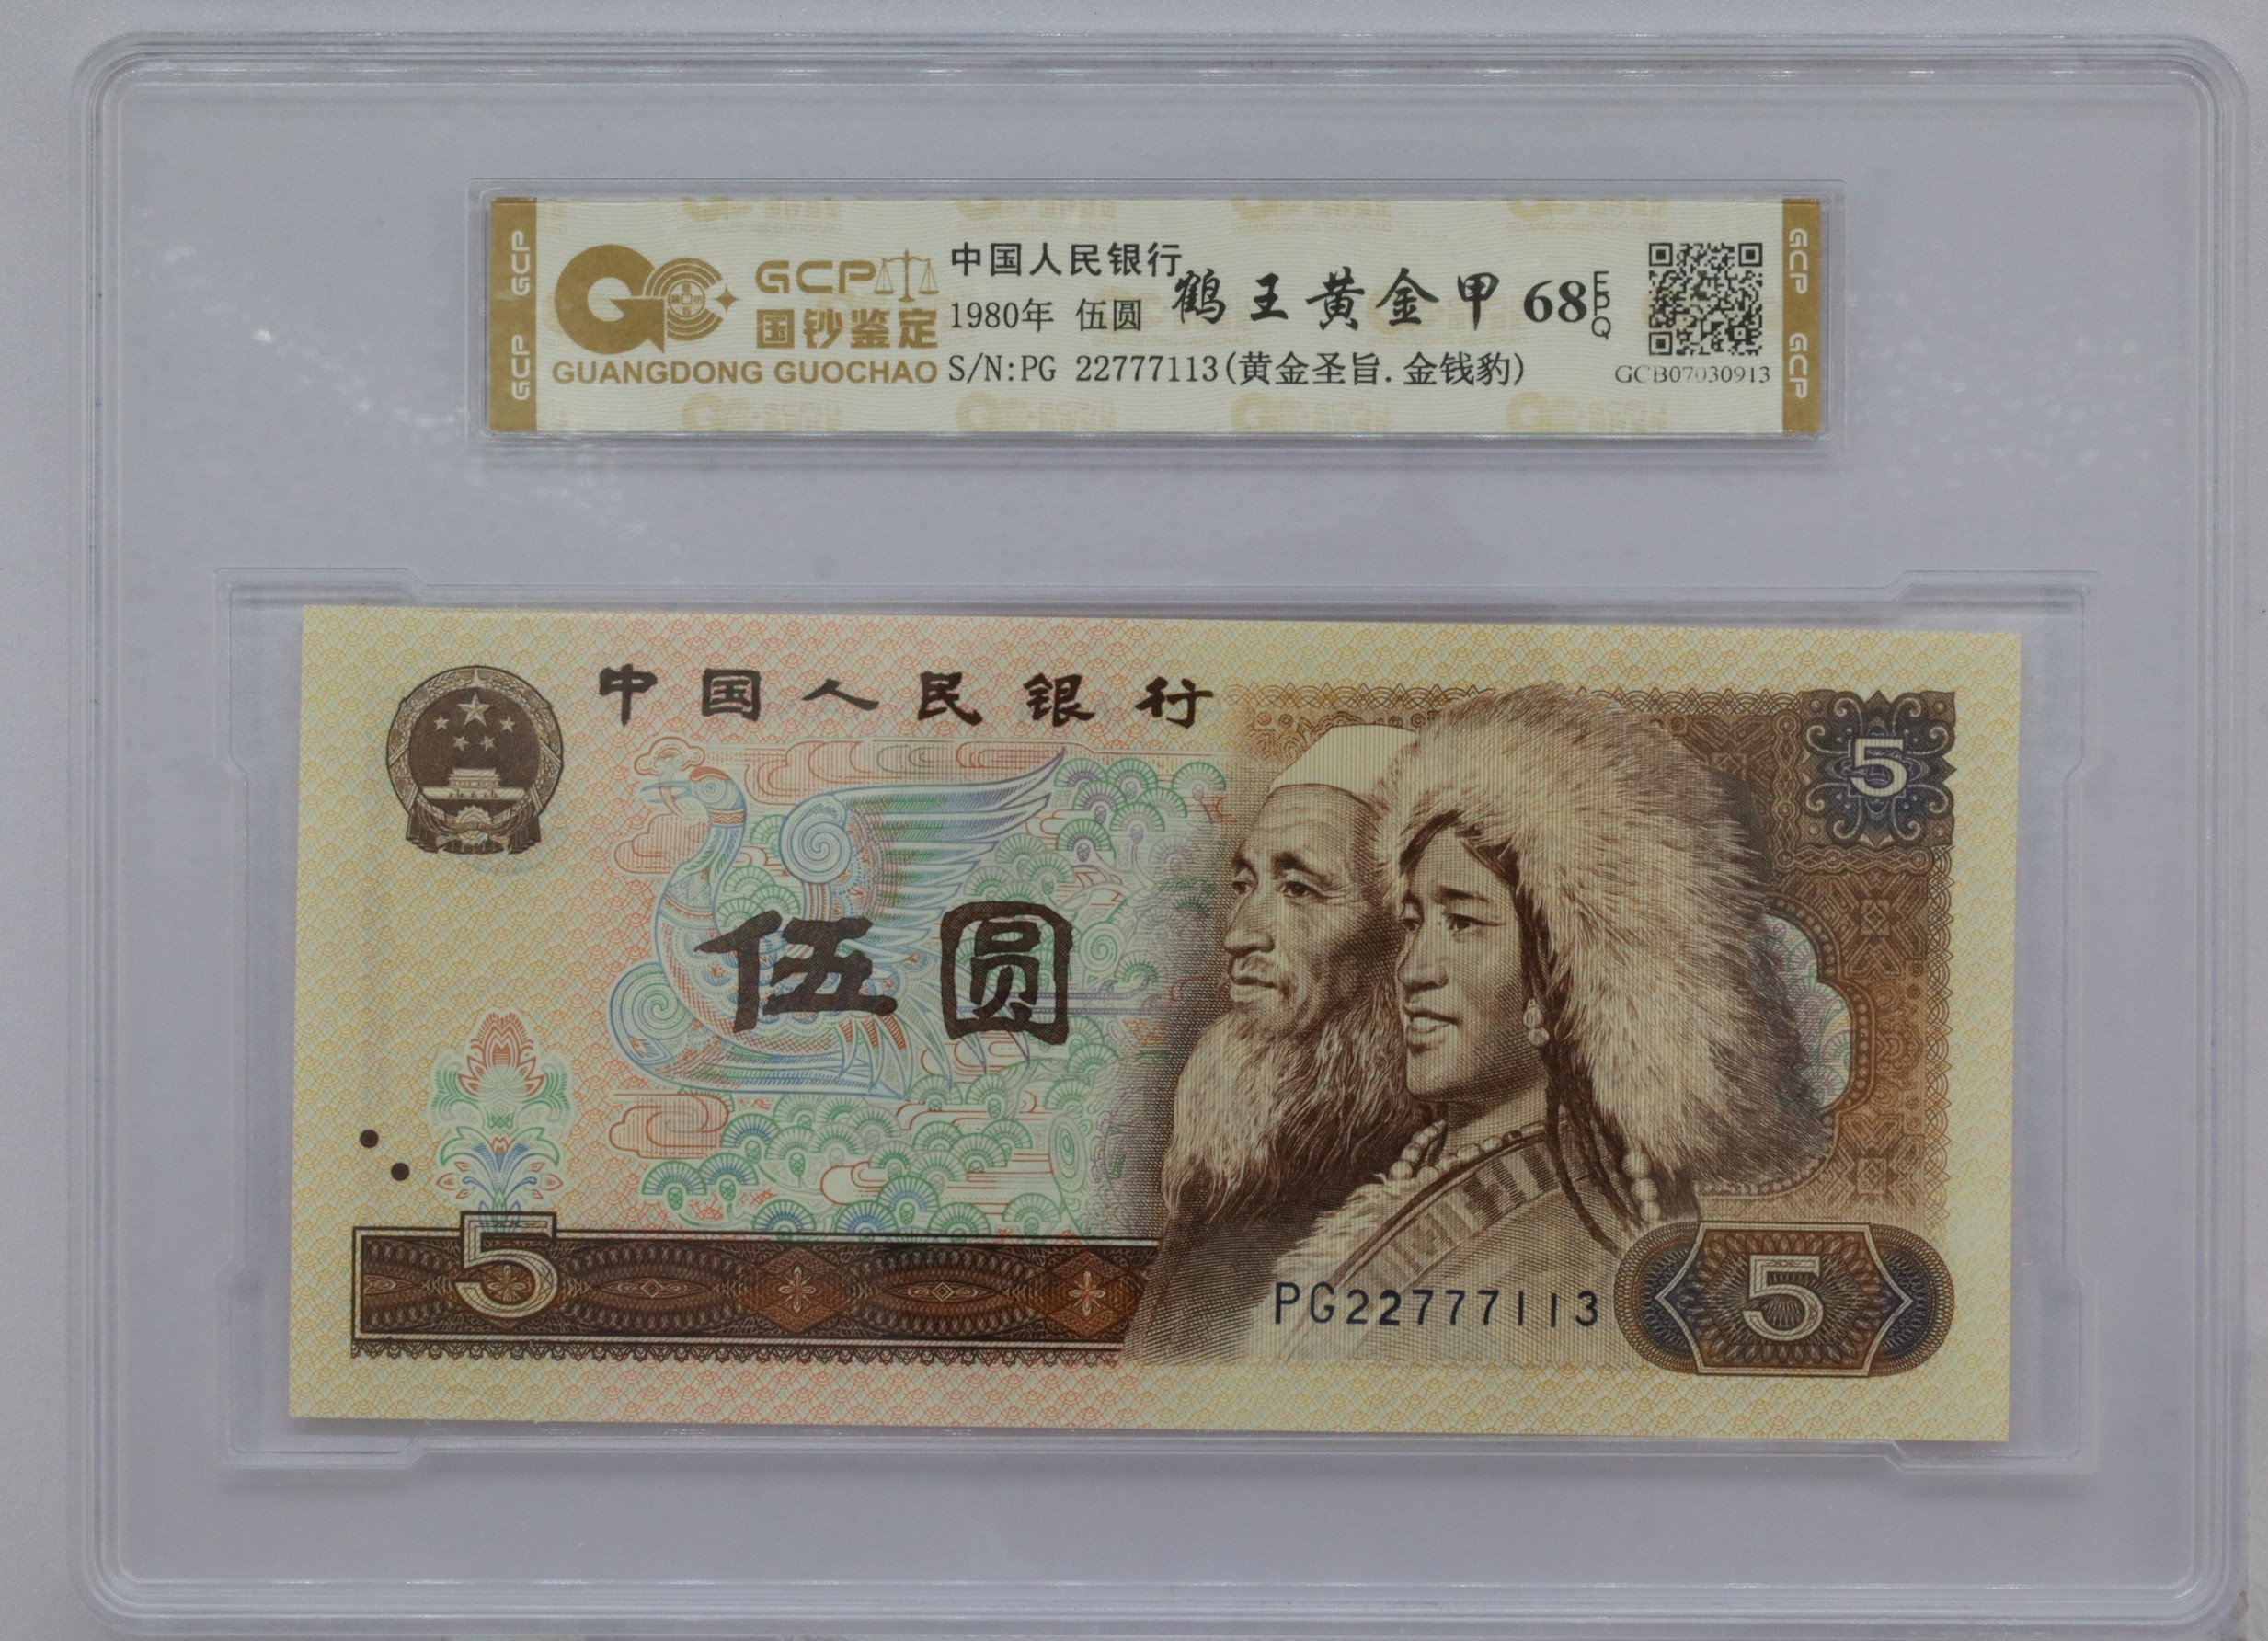 GCP GCP
GCP
国钞鉴定
GUANGDONG GUOCHAO
中国人民银行
1980年 伍圆
鹤王黄金甲 68 EPQ
S/N:PG 22777113(黄金圣旨.金钱豹)
GCB07030913
GCP GCP
中国人民银行
5
伍圆
5
PG22777113
5